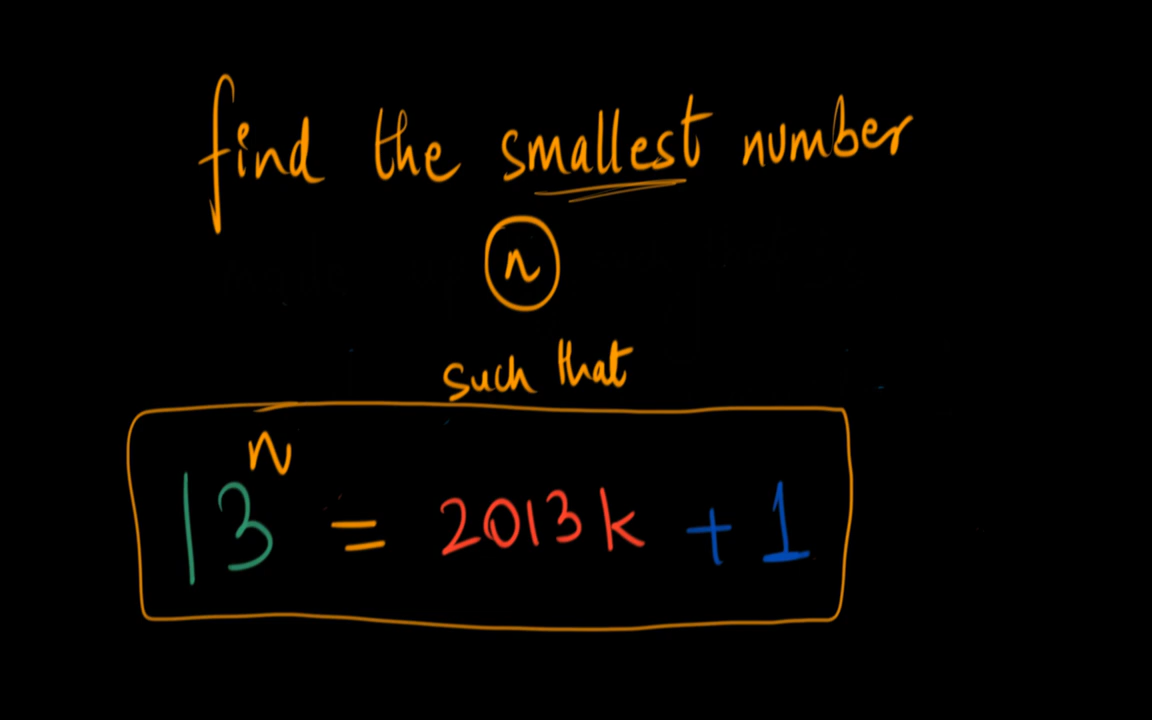 find the smallest number
n
such that
13^n = 2013k + 1